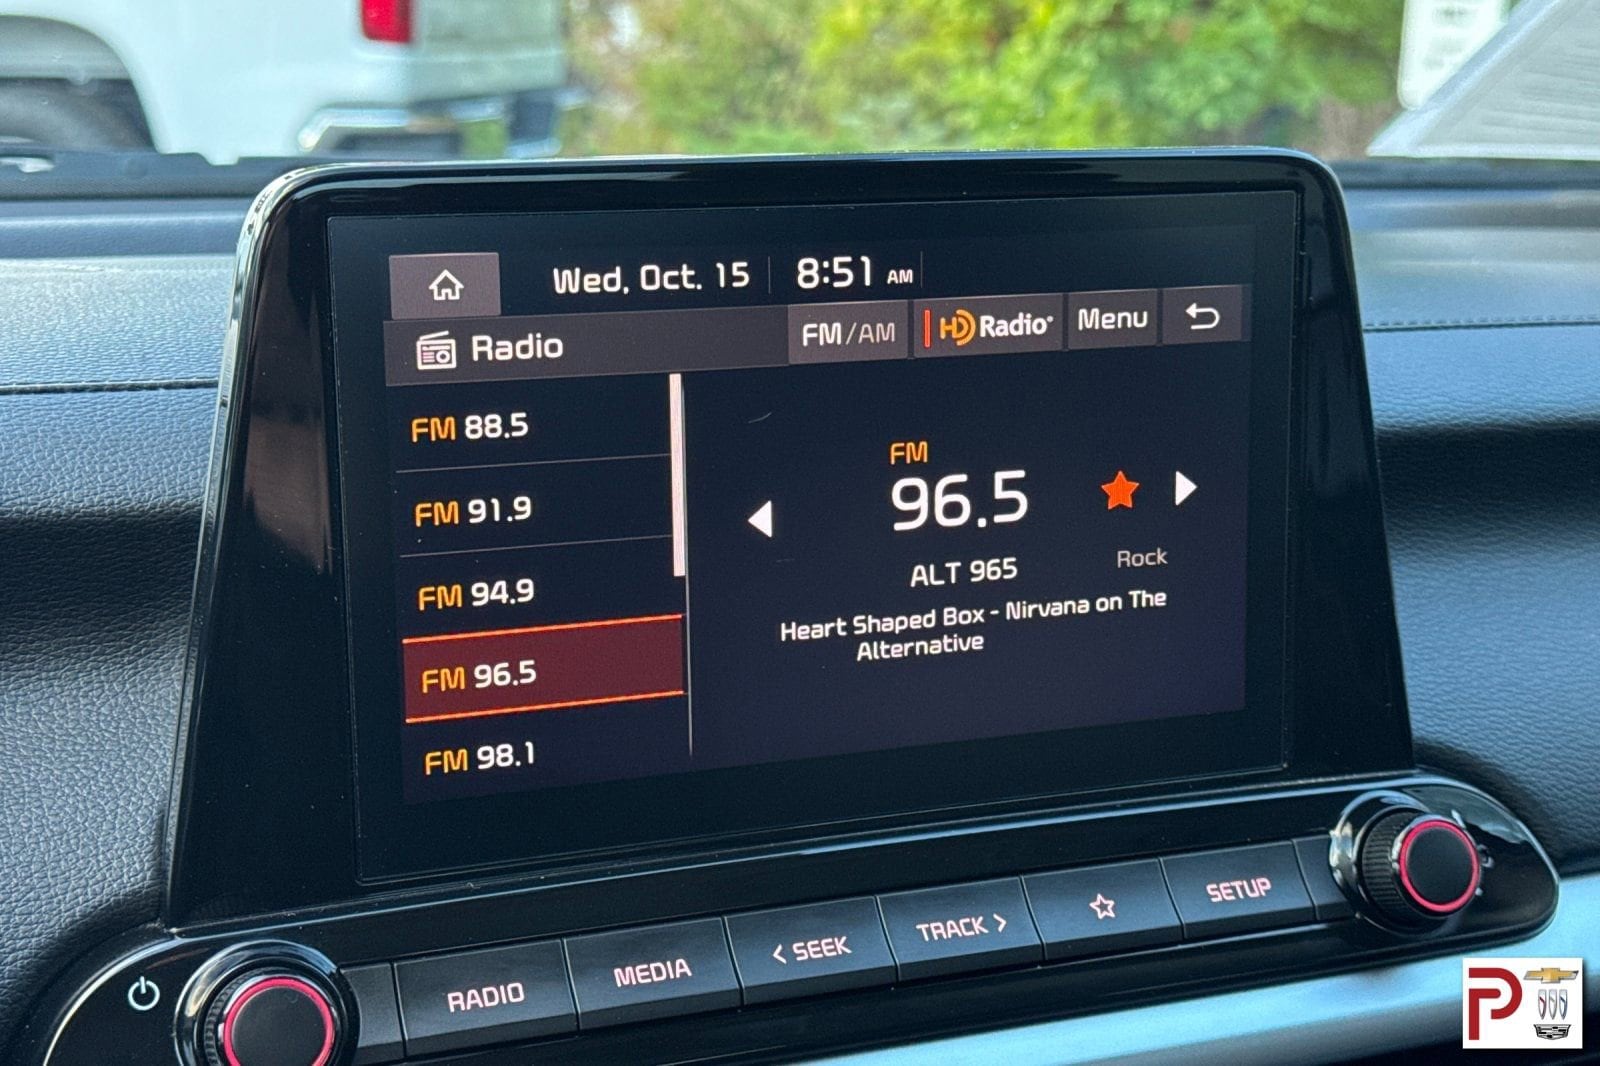 Wed, Oct. 15
8:51 AM
Radio
FM/AM
HD Radio®
Menu
FM 88.5
FM 91.9
FM 94.9
FM 96.5
FM 98.1
FM
96.5
ALT 965
Rock
Heart Shaped Box - Nirvana on The
Alternative
RADIO
MEDIA
< SEEK
TRACK >
SETUP
P